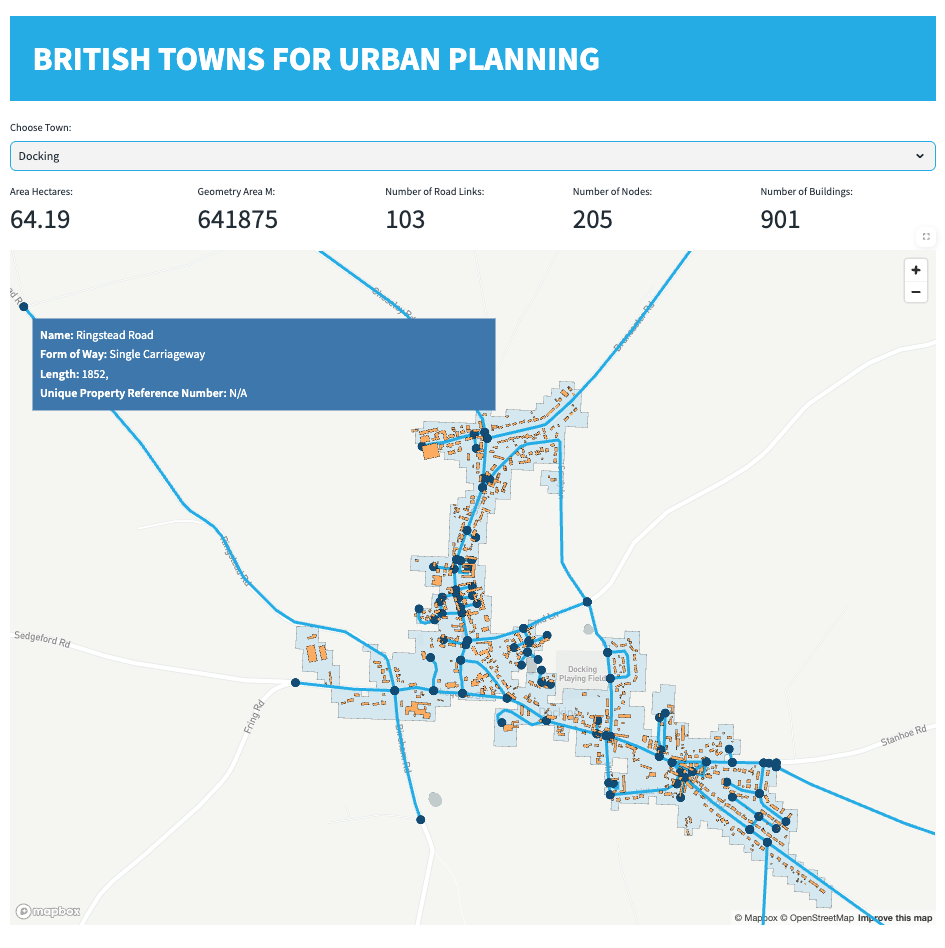 BRITISH TOWNS FOR URBAN PLANNING
Choose Town:
Docking
Area Hectares:
Geometry Area M:
Number of Road Links:
Number of Nodes:
Number of Buildings:
64.19
641875
103
205
901
+
−
Brancaster Rd
Name: Ringstead Road
Form of Way: Single Carriageway
Length: 1852,
Unique Property Reference Number: N/A
Ringstead Rd
Sedgeford Rd
Docking
Playing Field
Fring Rd
Stanhoe Rd
Bircham Rd
mapbox
© Mapbox © OpenStreetMap Improve this map